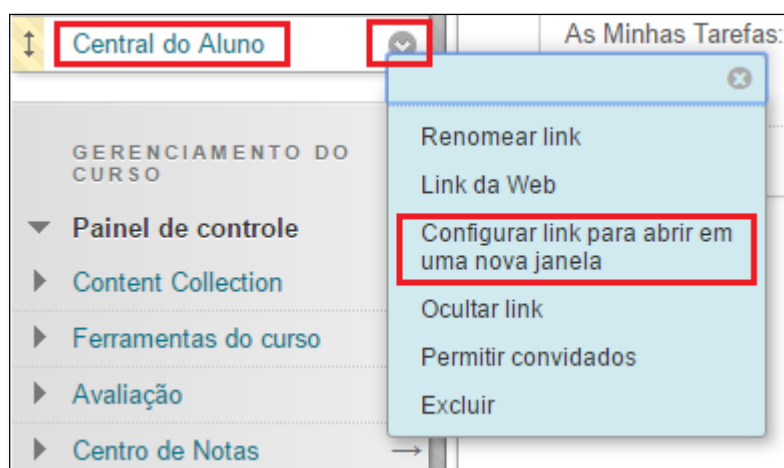 Central do Aluno
As Minhas Tarefas:
GERENCIAMENTO DO
CURSO
Painel de controle
Content Collection
Ferramentas do curso
Avaliação
Centro de Notas
Renomear link
Link da Web
Configurar link para abrir em
uma nova janela
Ocultar link
Permitir convidados
Excluir